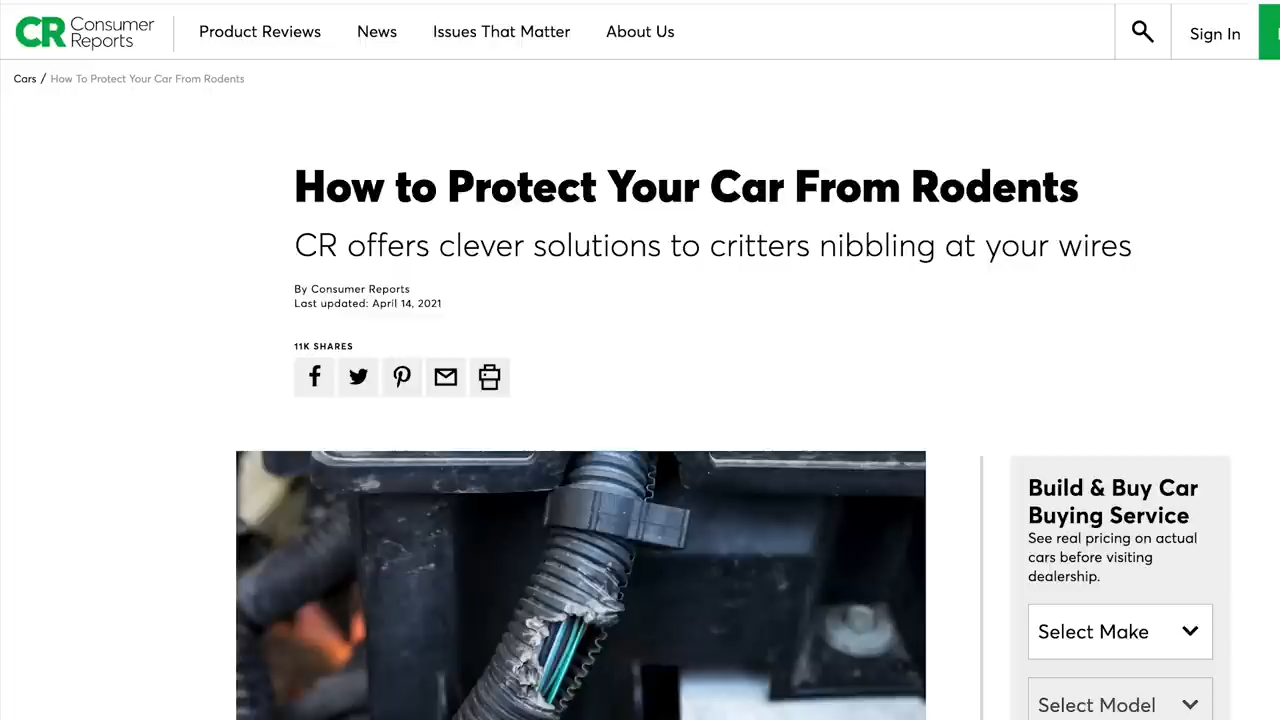 CR Consumer Reports
Product Reviews
News
Issues That Matter
About Us
Sign In
Cars / How To Protect Your Car From Rodents
How to Protect Your Car From Rodents
CR offers clever solutions to critters nibbling at your wires
By Consumer Reports
Last updated: April 14, 2021
11K SHARES
Build & Buy Car
Buying Service
See real pricing on actual
cars before visiting
dealership.
Select Make
Select Model